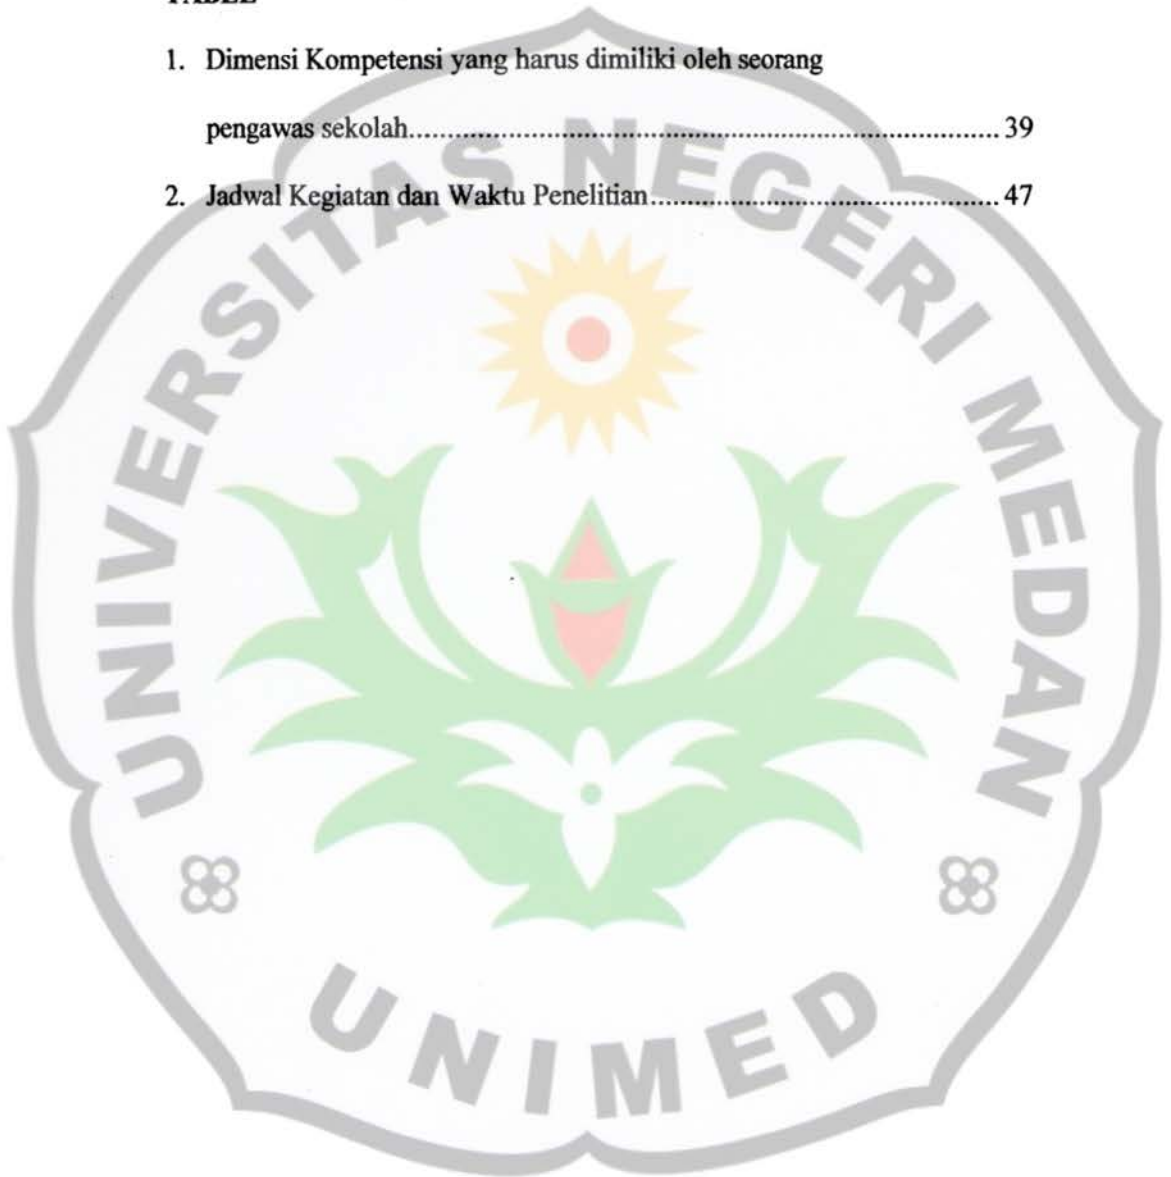 TABEL
1. Dimensi Kompetensi yang harus dimiliki oleh seorang
pengawas sekolah.......................................................................................... 39
2. Jadwal Kegiatan dan Waktu Penelitian..................................................... 47
UNIVERSITAS NEGERI MEDAN
UNIMED